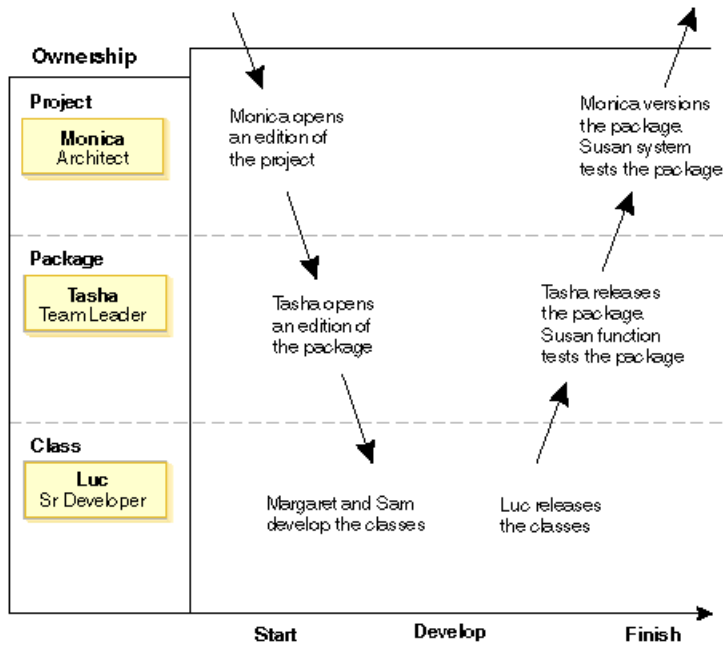 Ownership
Project
Monica
Architect
Monica opens
an edition of
the project
Monica versions
the package.
Susan system
tests the package
Package
Tasha
Team Leader
Tasha opens
an edition of
the package
Tasha releases
the package.
Susan function
tests the package
Class
Luc
Sr Developer
Margaret and Sam
develop the classes
Luc releases
the classes
Start
Develop
Finish